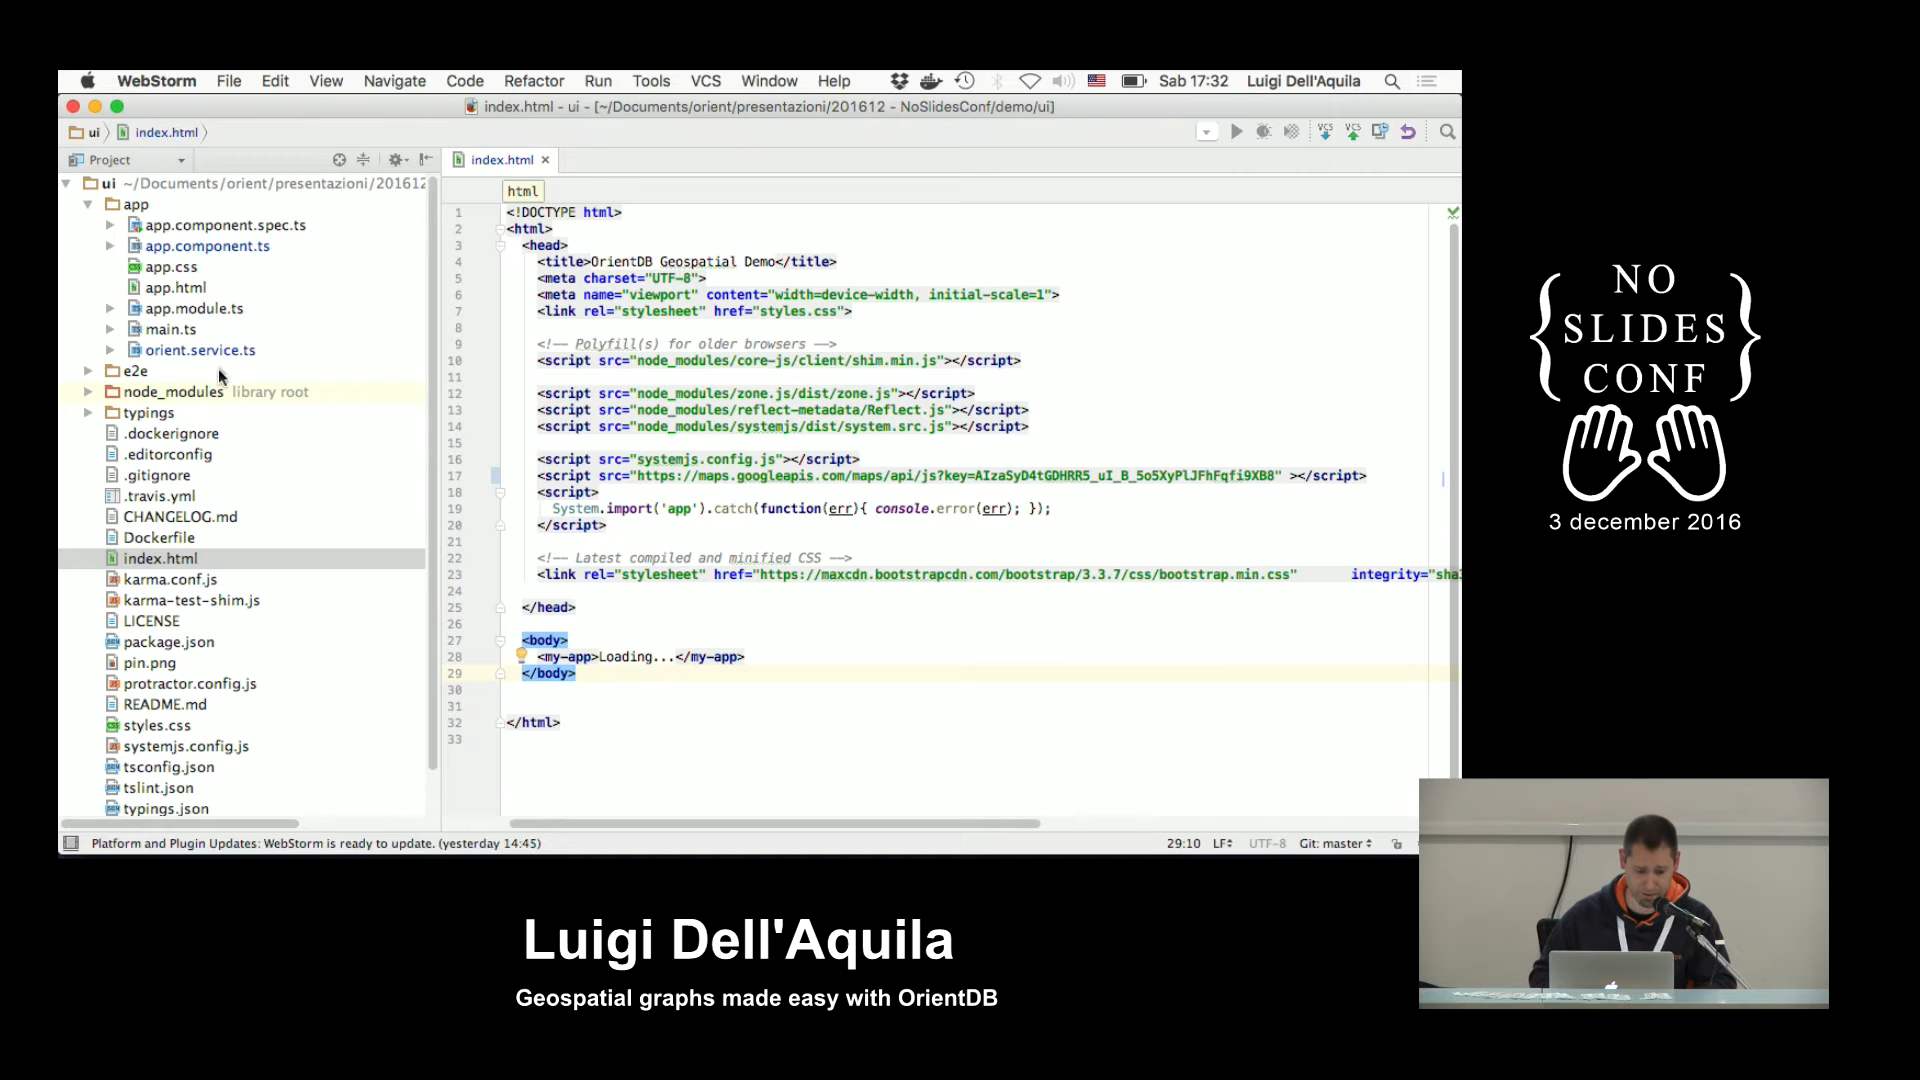 WebStorm File Edit View Navigate Code Refactor Run Tools VCS Window Help Sab 17:32 Luigi Dell'Aquila
index.html - ui - [~/Documents/orient/presentazioni/201612 - NoSlidesConf/demo/ui]
ui index.html
Project
index.html
ui ~/Documents/orient/presentazioni/201612
app
app.component.spec.ts
app.component.ts
app.css
app.html
app.module.ts
main.ts
orient.service.ts
e2e
node_modules library root
typings
.dockerignore
.editorconfig
.gitignore
.travis.yml
CHANGELOG.md
Dockerfile
index.html
karma.conf.js
karma-test-shim.js
LICENSE
package.json
pin.png
protractor.config.js
README.md
styles.css
systemjs.config.js
tsconfig.json
tslint.json
typings.json
html
1 <!DOCTYPE html>
2 <html>
3 <head>
4 <title>OrientDB Geospatial Demo</title>
5 <meta charset="UTF-8">
6 <meta name="viewport" content="width=device-width, initial-scale=1">
7 <link rel="stylesheet" href="styles.css">
8
9 <!-- Polyfill(s) for older browsers -->
10 <script src="node_modules/core-js/client/shim.min.js"></script>
11
12 <script src="node_modules/zone.js/dist/zone.js"></script>
13 <script src="node_modules/reflect-metadata/Reflect.js"></script>
14 <script src="node_modules/systemjs/dist/system.src.js"></script>
15
16 <script src="systemjs.config.js"></script>
17 <script src="https://maps.googleapis.com/maps/api/js?key=AIzaSyD4tGDHRR5_uI_B_5o5XyPlJFhFqfi9XB8" ></script>
18 <script>
19 System.import('app').catch(function(err){ console.error(err); });
20 </script>
21
22 <!-- Latest compiled and minified CSS -->
23 <link rel="stylesheet" href="https://maxcdn.bootstrapcdn.com/bootstrap/3.3.7/css/bootstrap.min.css" integrity="sha3
24
25 </head>
26
27 <body>
28 <my-app>Loading...</my-app>
29 </body>
30
31
32 </html>
33
Platform and Plugin Updates: WebStorm is ready to update. (yesterday 14:45) 29:10 LF UTF-8 Git: master
{ NO
SLIDES
CONF }
3 december 2016
Luigi Dell'Aquila
Geospatial graphs made easy with OrientDB